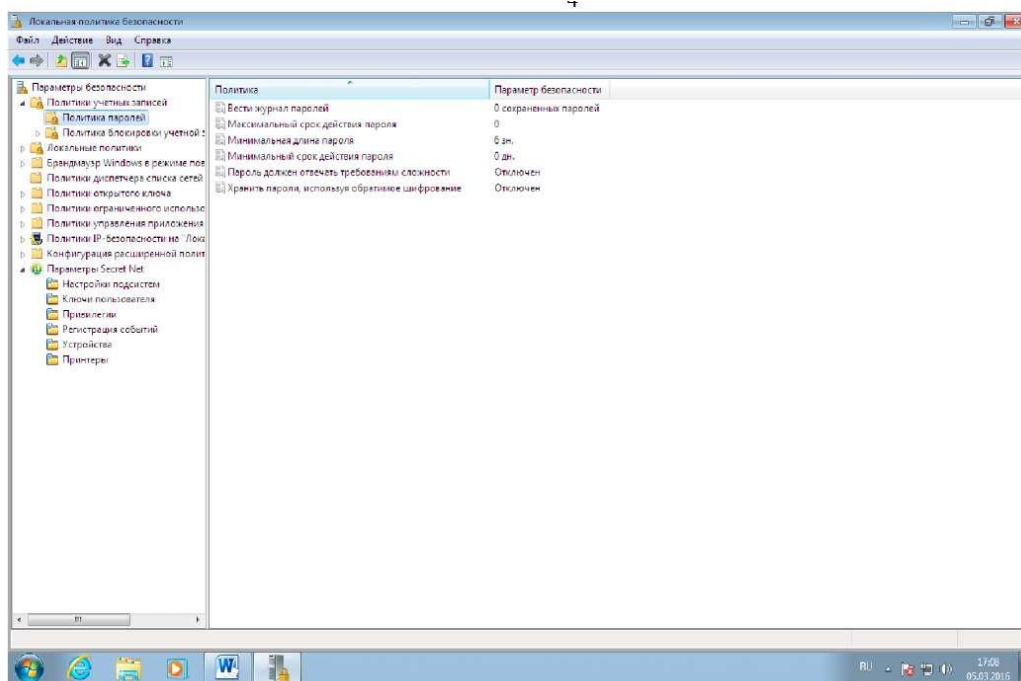 4
Локальная политика безопасности
Файл Действие Вид Справка
Параметры безопасности
Политики учетных записей
Политика паролей
Политика блокировки учетной з
Локальные политики
Брандмауэр Windows в режиме пов
Политики диспетчера списка сетей
Политики открытого ключа
Политики ограниченного использо
Политики управления приложения
Политики IP-безопасности на "Лока
Конфигурация расширенной полит
Параметры Secret Net
Настройки подсистем
Ключи пользователя
Привилегии
Регистрация событий
Устройства
Принтеры
Политика Параметр безопасности
Вести журнал паролей 0 сохраненных паролей
Максимальный срок действия пароля 0
Минимальная длина пароля 6 зн.
Минимальный срок действия пароля 0 дн.
Пароль должен отвечать требованиям сложности Отключен
Хранить пароли, используя обратимое шифрование Отключен
RU 17:08
05.03.2016